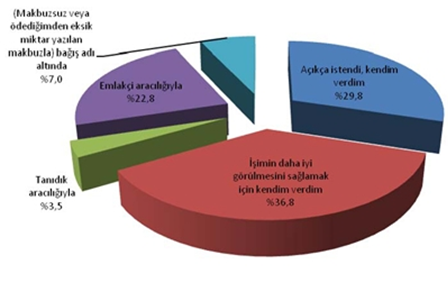 (Makbuzsuz veya
ödediğimden eksik
miktar yazılan
makbuzla) bağış adı
altında
%7,0
Açıkça istendi, kendim
verdim
%29,8
Emlakçi aracılığıyla
%22,8
İşimin daha iyi
görülmesini sağlamak
için kendim verdim
%36,8
Tanıdık
aracılığıyla
%3,5